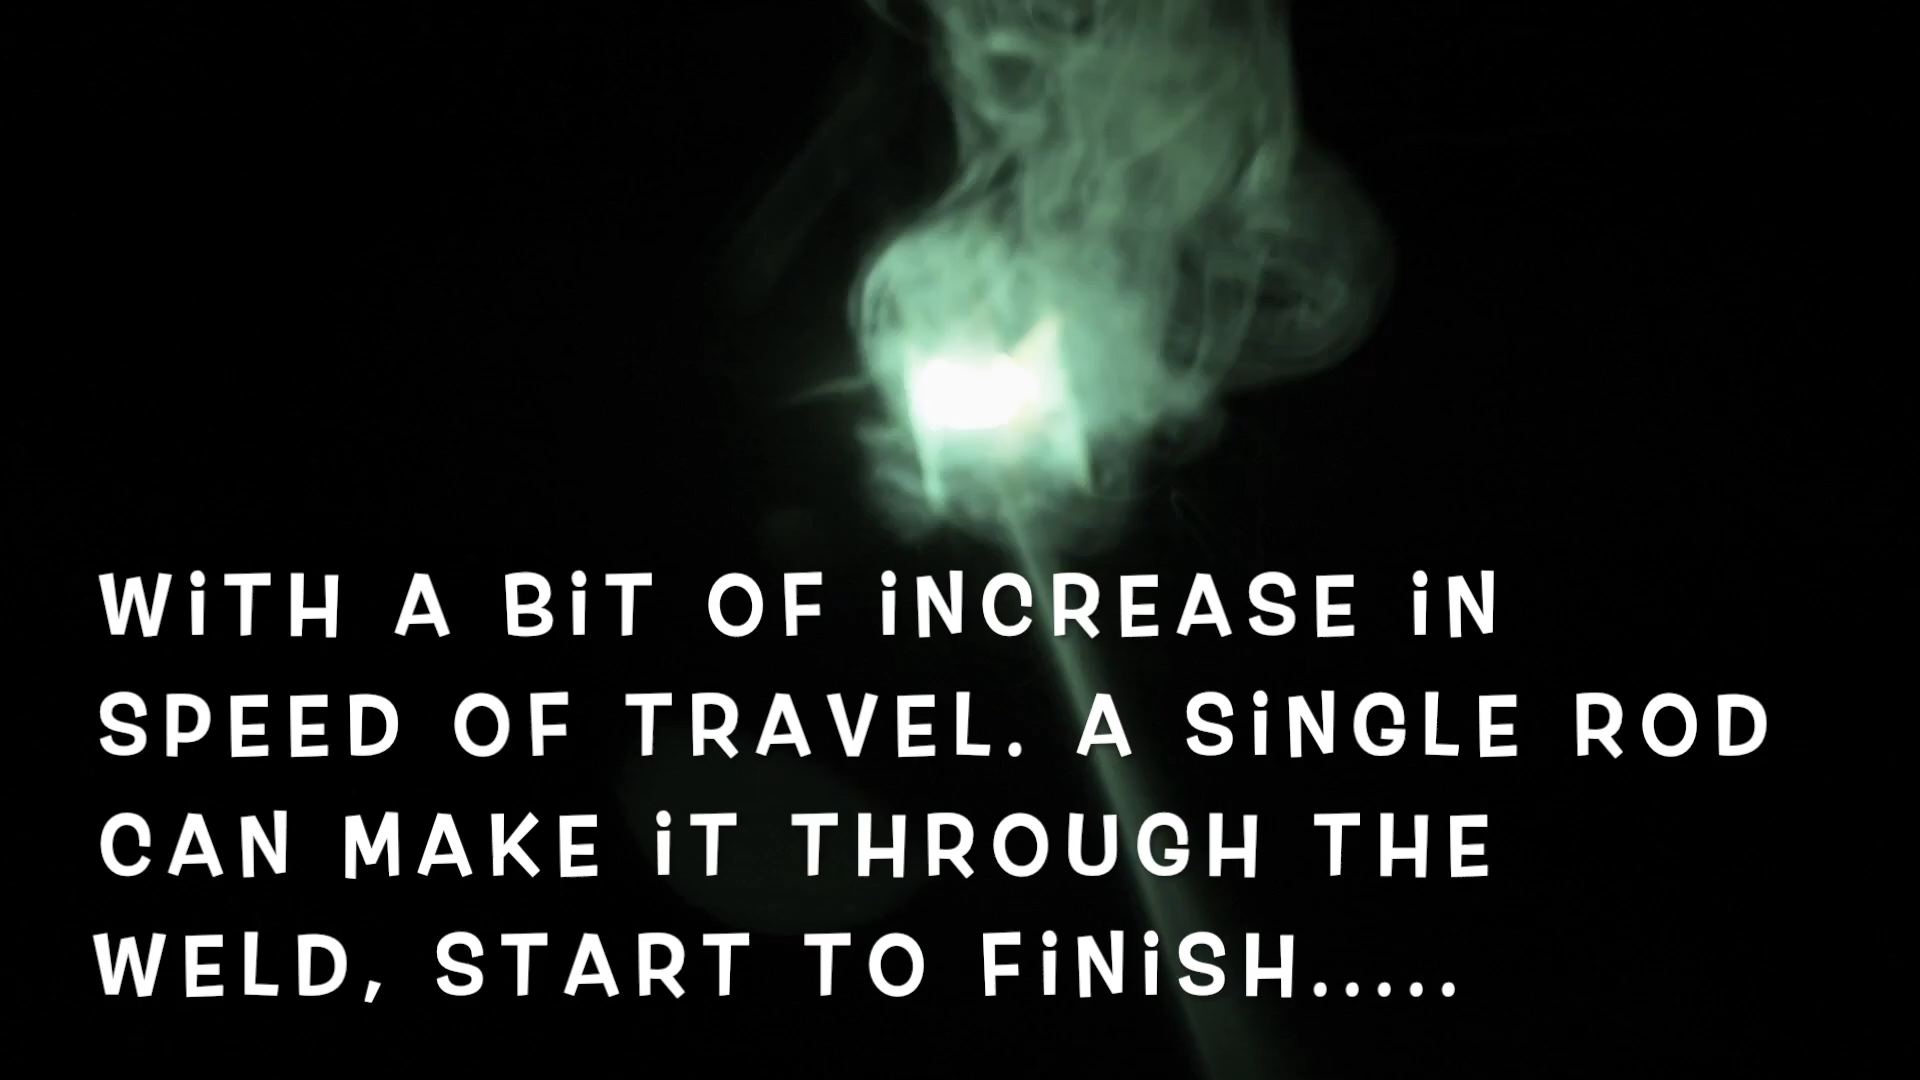 WiTH A BiT OF iNCREASE iN
SPEED OF TRAVEL. A SiNGLE ROD
CAN MAKE iT THROUGH THE
WELD, START TO FiNiSH.....